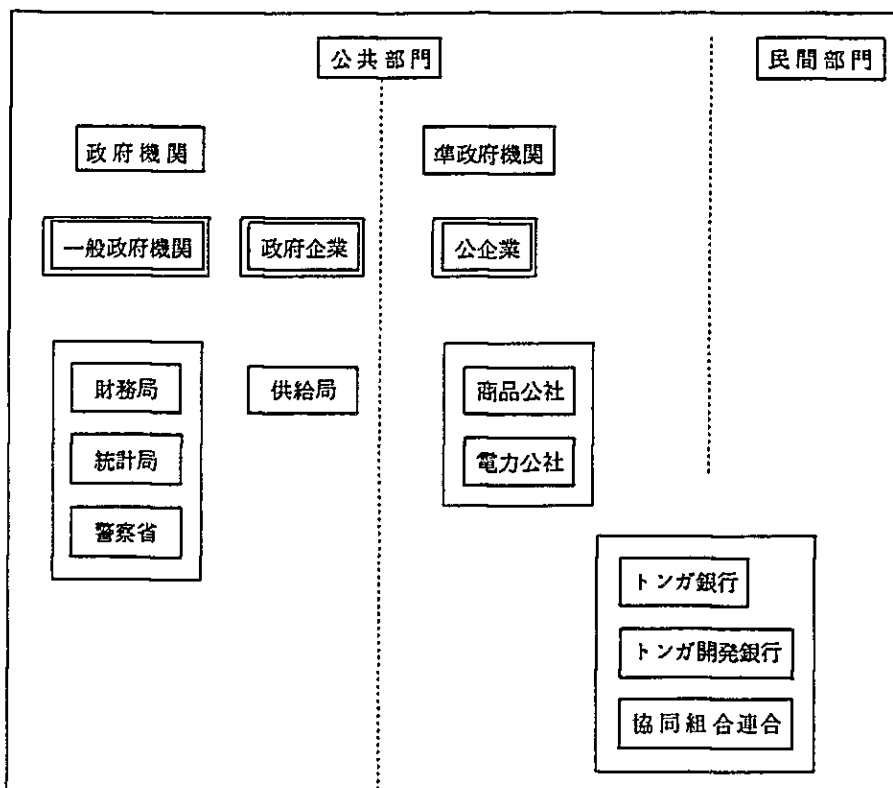 公共部門
民間部門
政府機関
準政府機関
一般政府機関
政府企業
公企業
財務局
供給局
商品公社
統計局
電力公社
警察省
トンガ銀行
トンガ開発銀行
協同組合連合